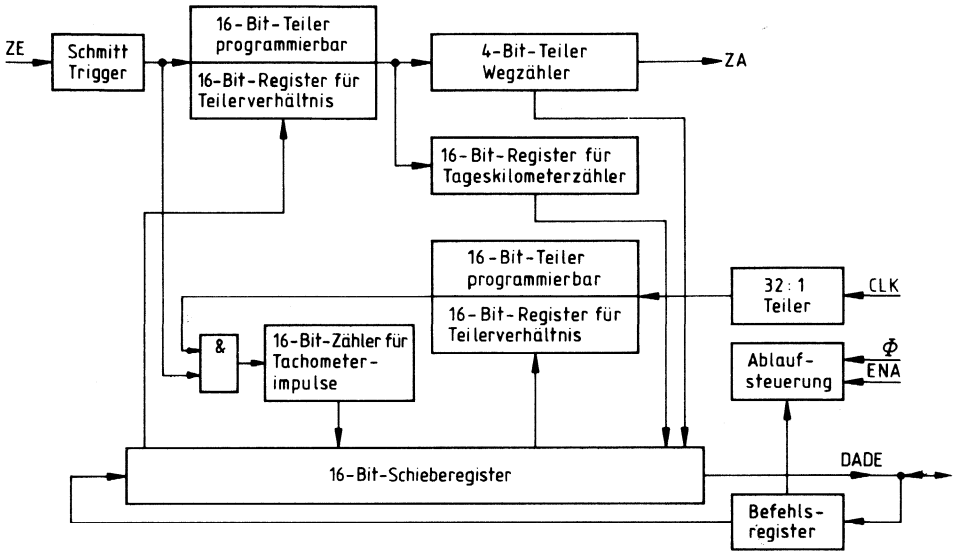 ZE
Schmitt
Trigger
16-Bit-Teiler
programmierbar
16-Bit-Register für
Teilerverhältnis
4-Bit-Teiler
Wegzähler
ZA
16-Bit-Register für
Tageskilometerzähler
16-Bit-Teiler
programmierbar
16-Bit-Register für
Teilerverhältnis
32:1
Teiler
CLK
&
16-Bit-Zähler für
Tachometer-
impulse
Ablauf-
steuerung
Φ
ENA
16-Bit-Schieberegister
DADE
Befehls-
register